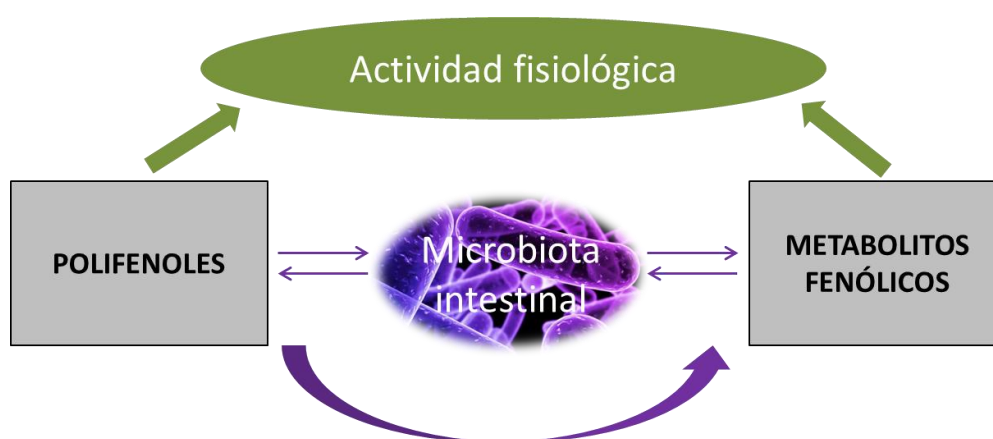 Actividad fisiológica
POLIFENOLES
Microbiota
intestinal
METABOLITOS
FENÓLICOS